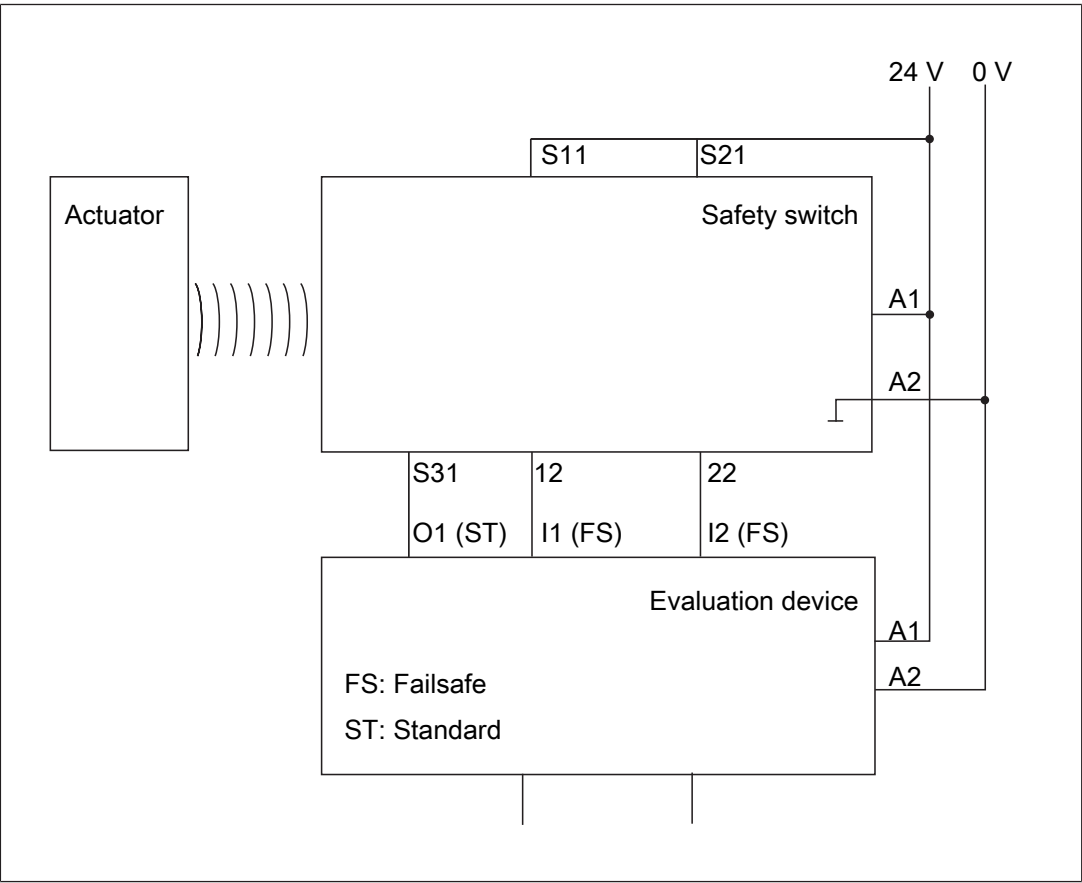 24 V 0 V
S11 S21
Actuator
Safety switch
A1
A2
S31 12 22
O1 (ST) I1 (FS) I2 (FS)
Evaluation device
A1
A2
FS: Failsafe
ST: Standard